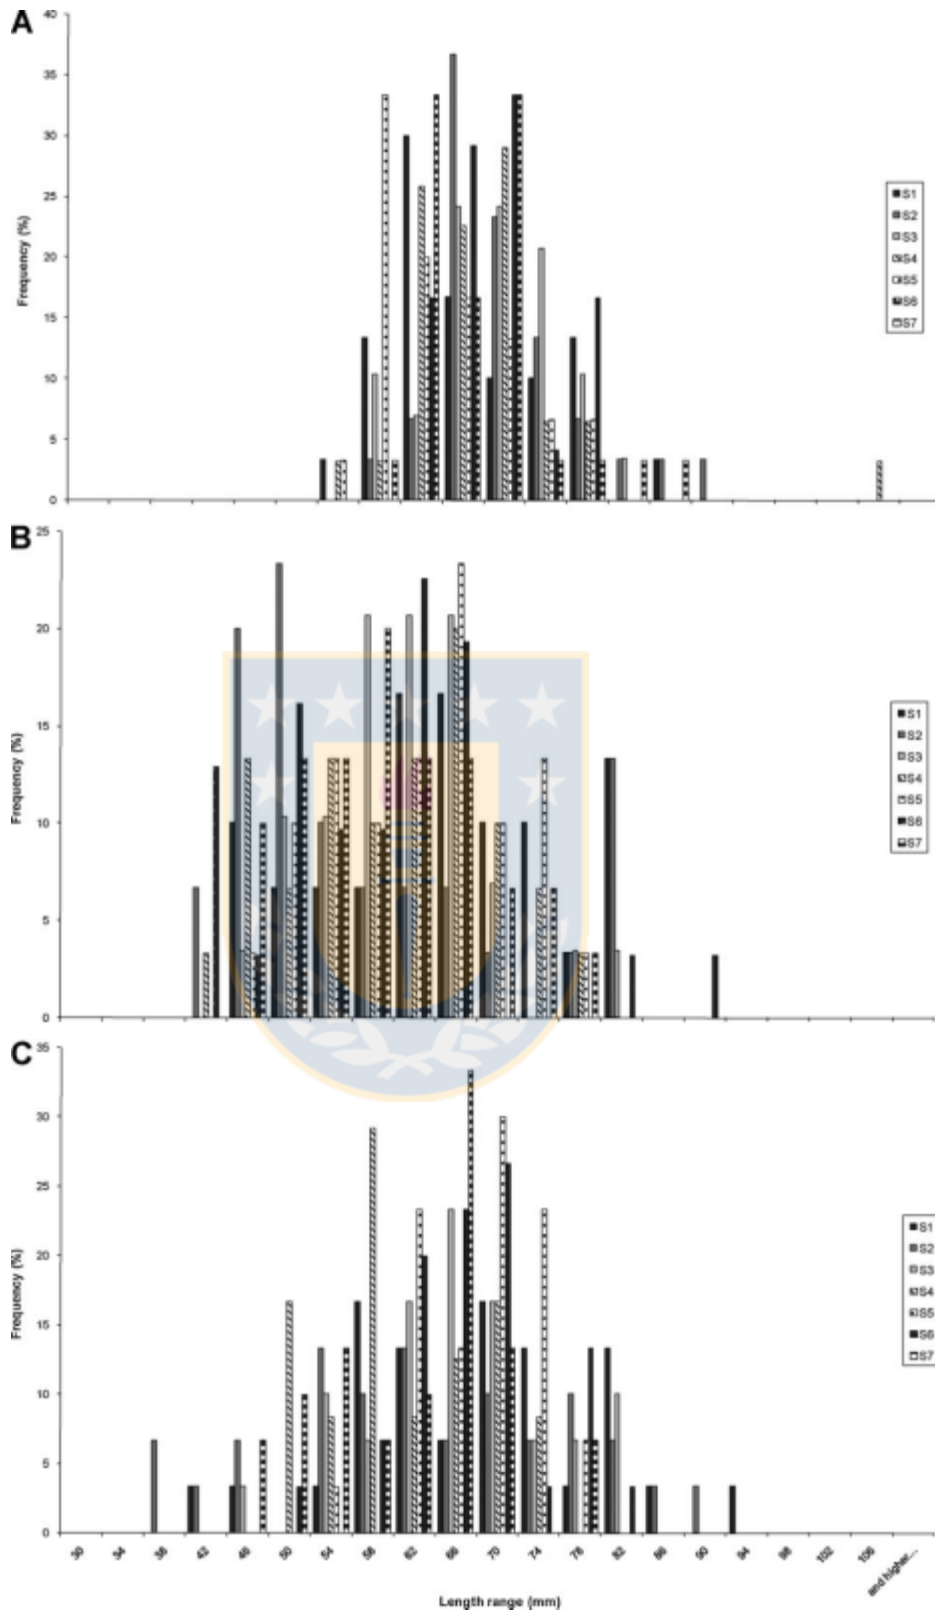 A
40
35
30
25
20
15
10
5
0
Frequency (%)
S1
S2
S3
S4
S5
S6
S7
B
25
20
15
10
5
0
Frequency (%)
S1
S2
S3
S4
S5
S6
S7
C
35
30
25
20
15
10
5
0
Frequency (%)
S1
S2
S3
S4
S5
S6
S7
30 34 38 42 46 50 54 58 62 66 70 74 78 82 86 90 94 98 102 106 and higher...
Length range (mm)